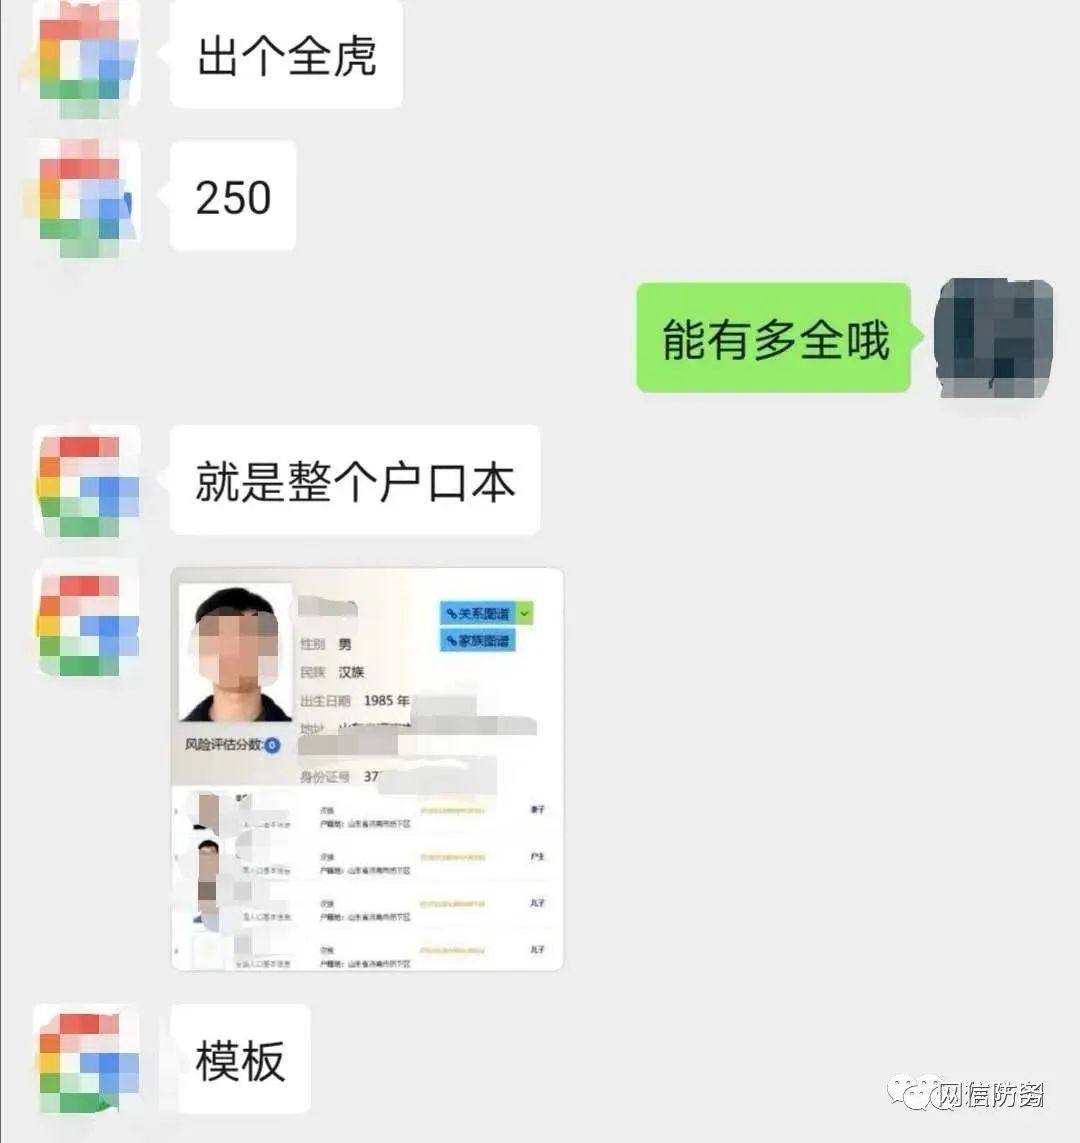 出个全虎
250
能有多全哦
就是整个户口本
关系图谱
家族图谱
性别 男
民族 汉族
出生日期 1985 年
地址
风险评估分数:0
身份证号 37
汉族
妻子
户籍地：山东省济南市历下区
汉族
户主
户籍地：山东省济南市历下区
汉族
儿子
户籍地：山东省济南市历下区
汉族
儿子
户籍地：山东省济南市历下区
模板